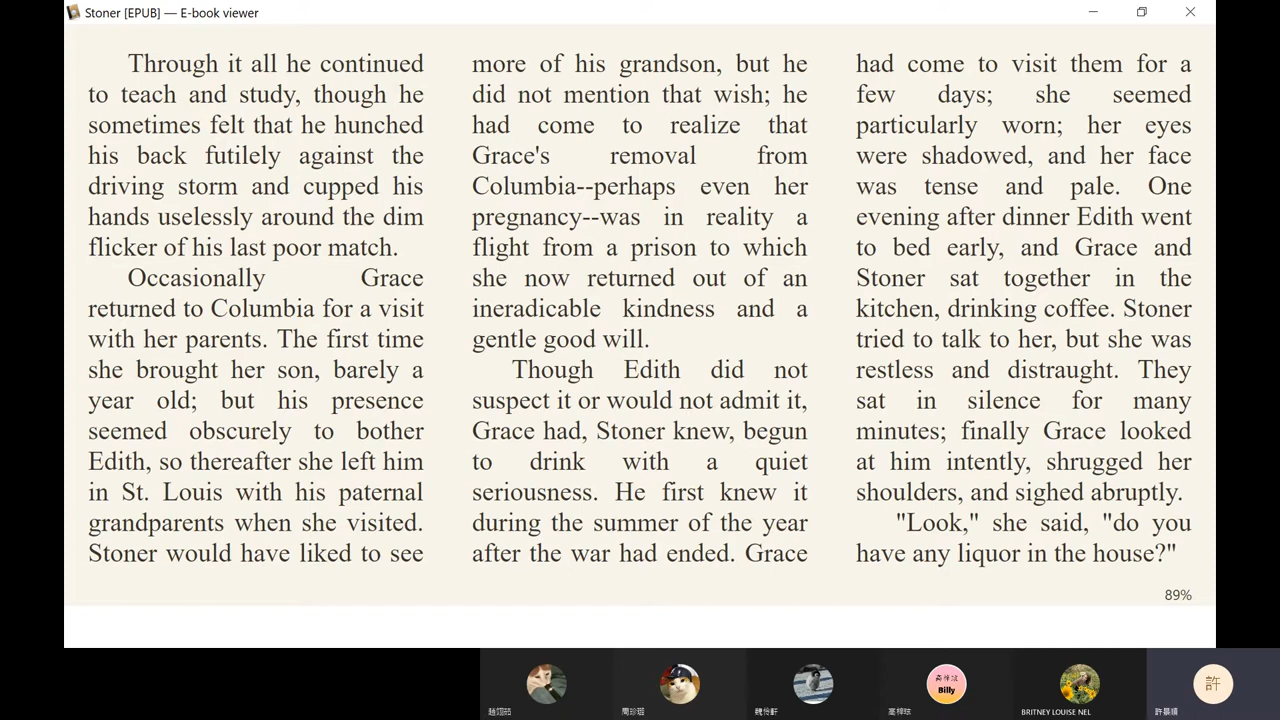 Stoner [EPUB] — E-book viewer
Through it all he continued
to teach and study, though he
sometimes felt that he hunched
his back futilely against the
driving storm and cupped his
hands uselessly around the dim
flicker of his last poor match.
Occasionally Grace
returned to Columbia for a visit
with her parents. The first time
she brought her son, barely a
year old; but his presence
seemed obscurely to bother
Edith, so thereafter she left him
in St. Louis with his paternal
grandparents when she visited.
Stoner would have liked to see
more of his grandson, but he
did not mention that wish; he
had come to realize that
Grace's removal from
Columbia--perhaps even her
pregnancy--was in reality a
flight from a prison to which
she now returned out of an
ineradicable kindness and a
gentle good will.
Though Edith did not
suspect it or would not admit it,
Grace had, Stoner knew, begun
to drink with a quiet
seriousness. He first knew it
during the summer of the year
after the war had ended. Grace
had come to visit them for a
few days; she seemed
particularly worn; her eyes
were shadowed, and her face
was tense and pale. One
evening after dinner Edith went
to bed early, and Grace and
Stoner sat together in the
kitchen, drinking coffee. Stoner
tried to talk to her, but she was
restless and distraught. They
sat in silence for many
minutes; finally Grace looked
at him intently, shrugged her
shoulders, and sighed abruptly.
"Look," she said, "do you
have any liquor in the house?"
89%
Billy
BRITNEY LOUISE NEL
許